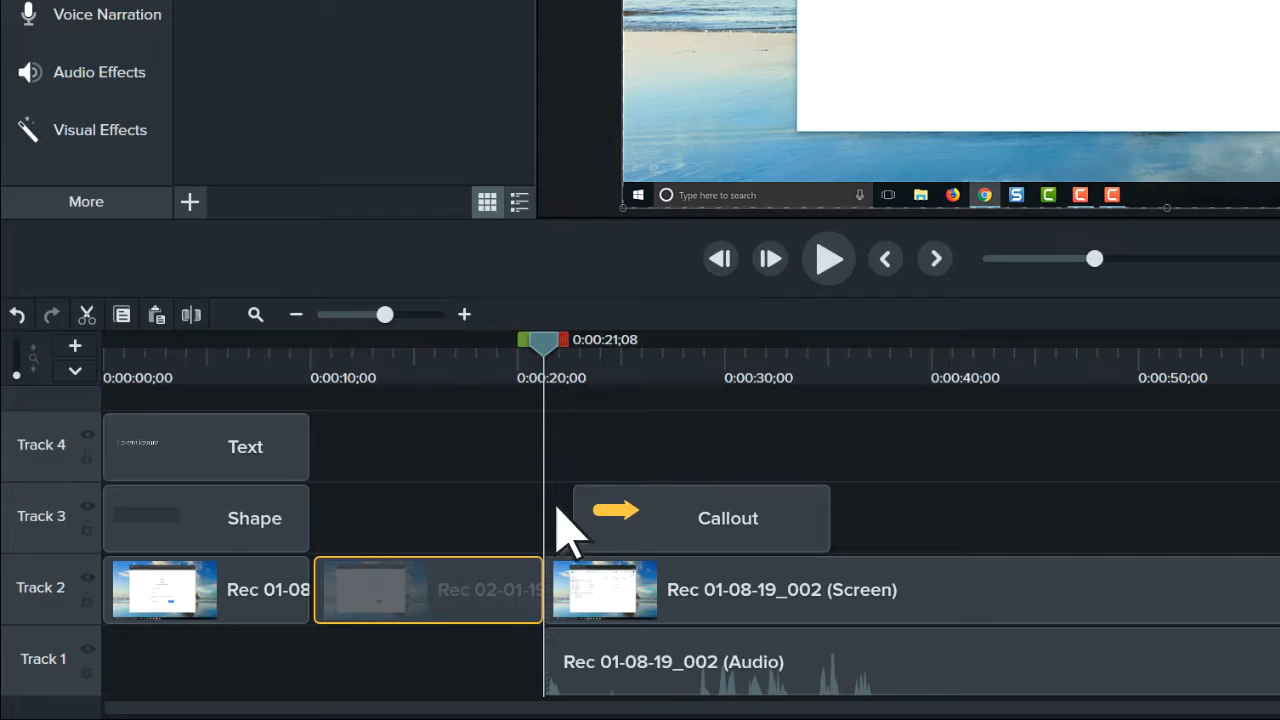 Voice Narration
Audio Effects
Visual Effects
More
Type here to search
0:00:21;08
0:00:00;00
0:00:10;00
0:00:20;00
0:00:30;00
0:00:40;00
0:00:50;00
Track 4
Text
Track 3
Shape
Callout
Track 2
Rec 01-08
Rec 02-01-19
Rec 01-08-19_002 (Screen)
Track 1
Rec 01-08-19_002 (Audio)